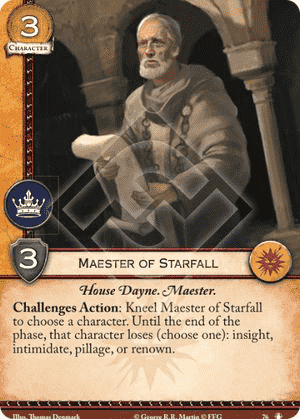 3
CHARACTER
3
MAESTER OF STARFALL
House Dayne. Maester.
Challenges Action: Kneel Maester of Starfall
to choose a character. Until the end of the
phase, that character loses (choose one): insight,
intimidate, pillage, or renown.
Illus. Thomas Denmark © George R.R. Martin © FFG 76